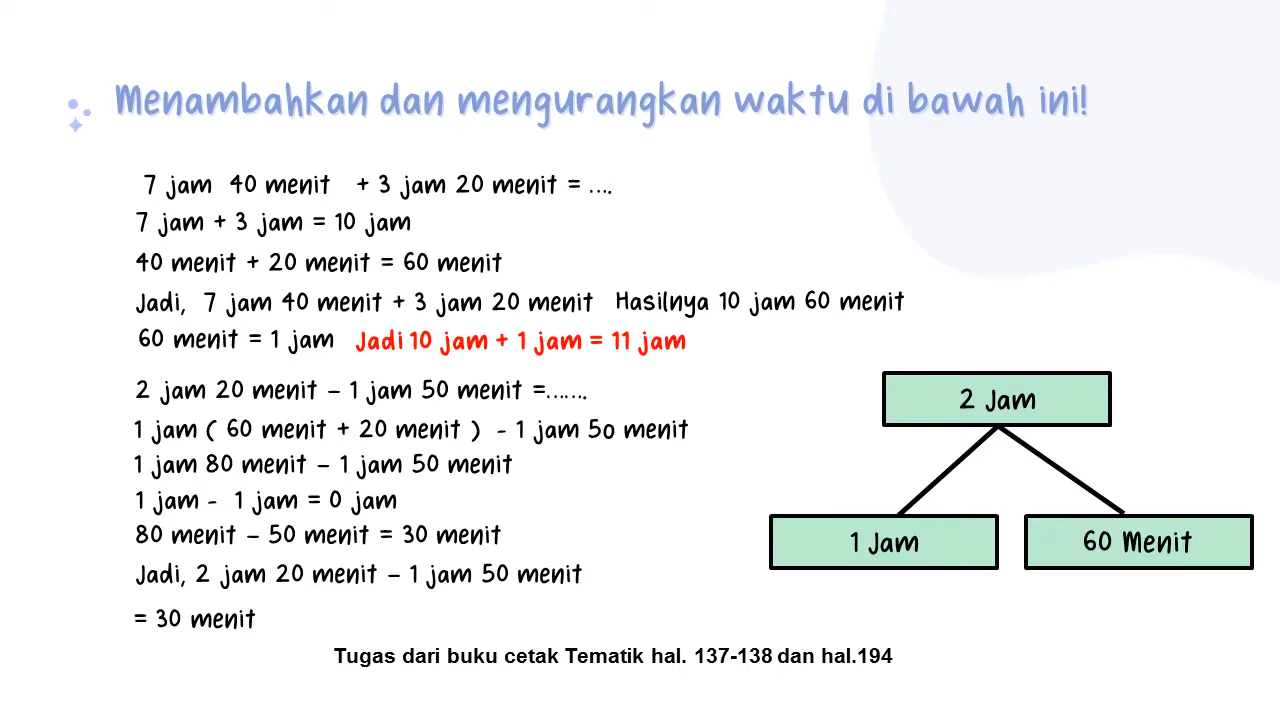 Menambahkan dan mengurangkan waktu di bawah ini!
7 jam 40 menit + 3 jam 20 menit = ....
7 jam + 3 jam = 10 jam
40 menit + 20 menit = 60 menit
Jadi, 7 jam 40 menit + 3 jam 20 menit Hasilnya 10 jam 60 menit
60 menit = 1 jam Jadi 10 jam + 1 jam = 11 jam
2 jam 20 menit – 1 jam 50 menit =.......
1 jam ( 60 menit + 20 menit ) - 1 jam 5o menit
1 jam 80 menit – 1 jam 50 menit
1 jam - 1 jam = 0 jam
80 menit – 50 menit = 30 menit
Jadi, 2 jam 20 menit – 1 jam 50 menit
= 30 menit
2 Jam
1 Jam
60 Menit
Tugas dari buku cetak Tematik hal. 137-138 dan hal.194